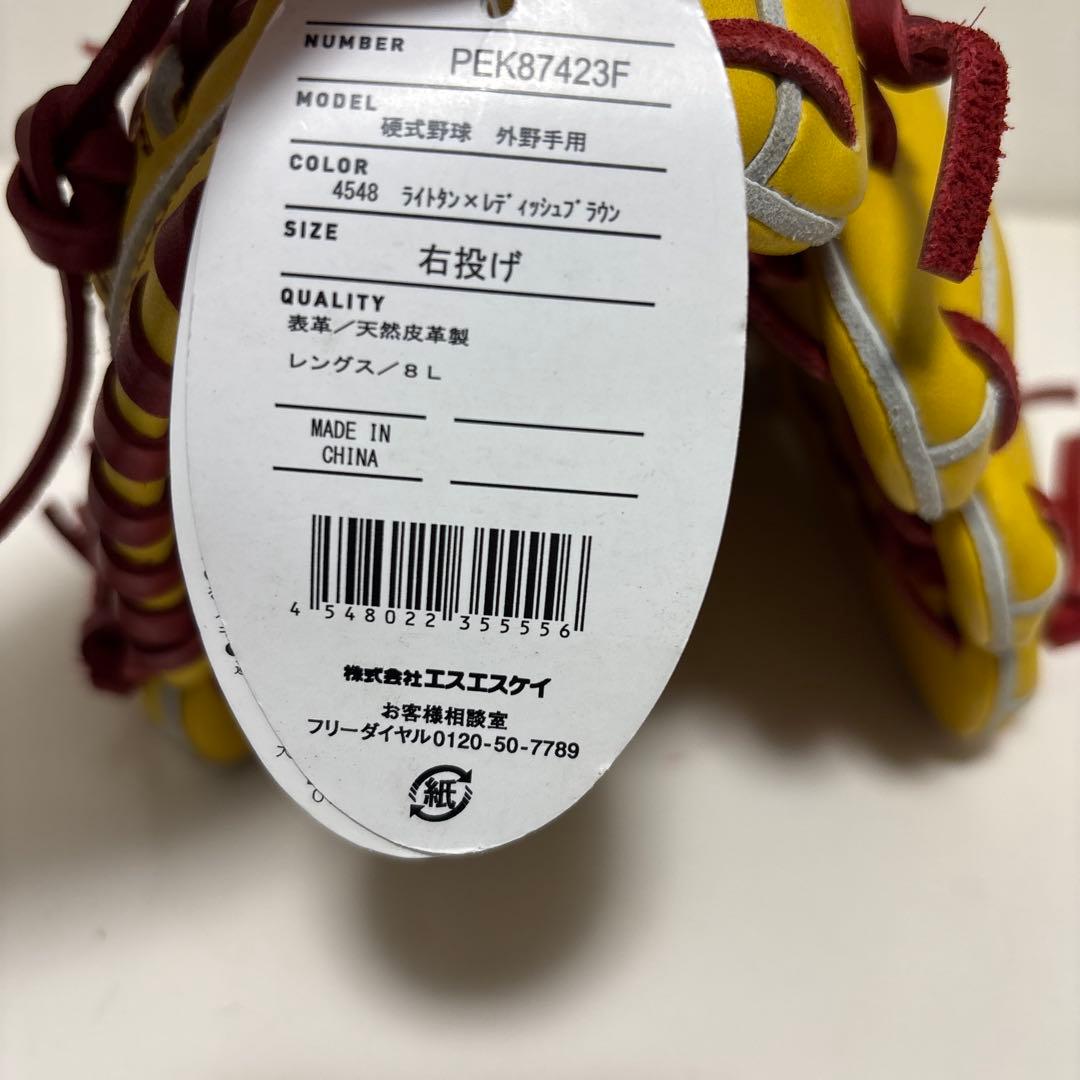 NUMBER PEK87423F
MODEL
硬式野球 外野手用
COLOR
4548 ﾗｲﾄﾀﾝ×ﾚﾃﾞｨｯｼｭﾌﾞﾗｳﾝ
SIZE
右投げ
QUALITY
表革／天然皮革製
レングス／８Ｌ
MADE IN
CHINA
4 548022 355556
株式会社エスエスケイ
お客様相談室
フリーダイヤル0120-50-7789
紙